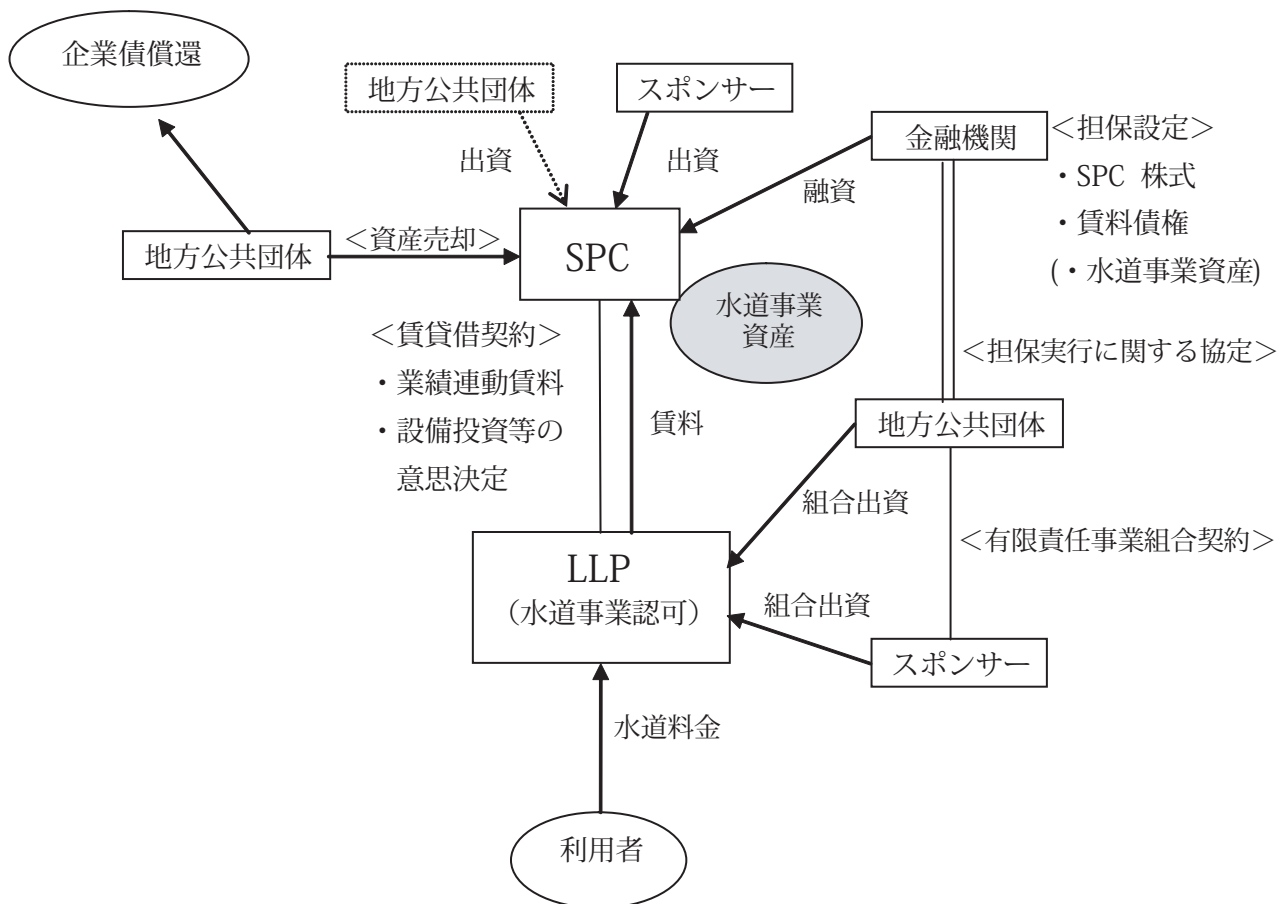 企業債償還
地方公共団体
スポンサー
金融機関
＜担保設定＞
・SPC 株式
・賃料債権
(・水道事業資産)
出資
出資
融資
地方公共団体
＜資産売却＞
SPC
水道事業
資産
＜賃貸借契約＞
・業績連動賃料
・設備投資等の
意思決定
賃料
＜担保実行に関する協定＞
地方公共団体
組合出資
＜有限責任事業組合契約＞
LLP
（水道事業認可）
組合出資
スポンサー
水道料金
利用者